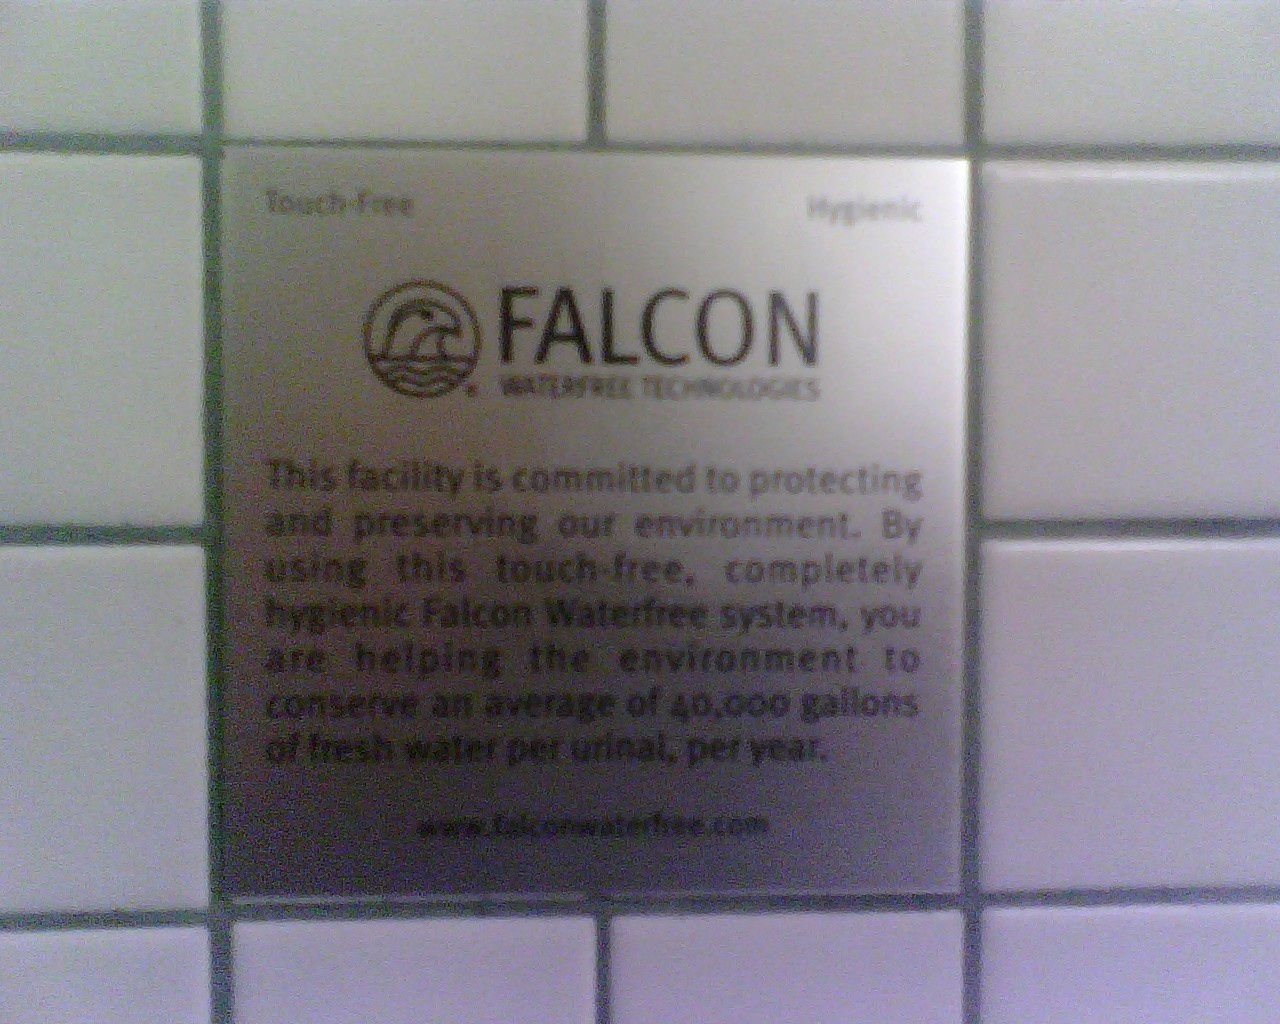 Touch-Free Hygienic
FALCON
WATERFREE TECHNOLOGIES
This facility is committed to protecting
and preserving our environment. By
using this touch-free, completely
hygienic Falcon Waterfree system, you
are helping the environment to
conserve an average of 40,000 gallons
of fresh water per urinal, per year.
www.falconwaterfree.com